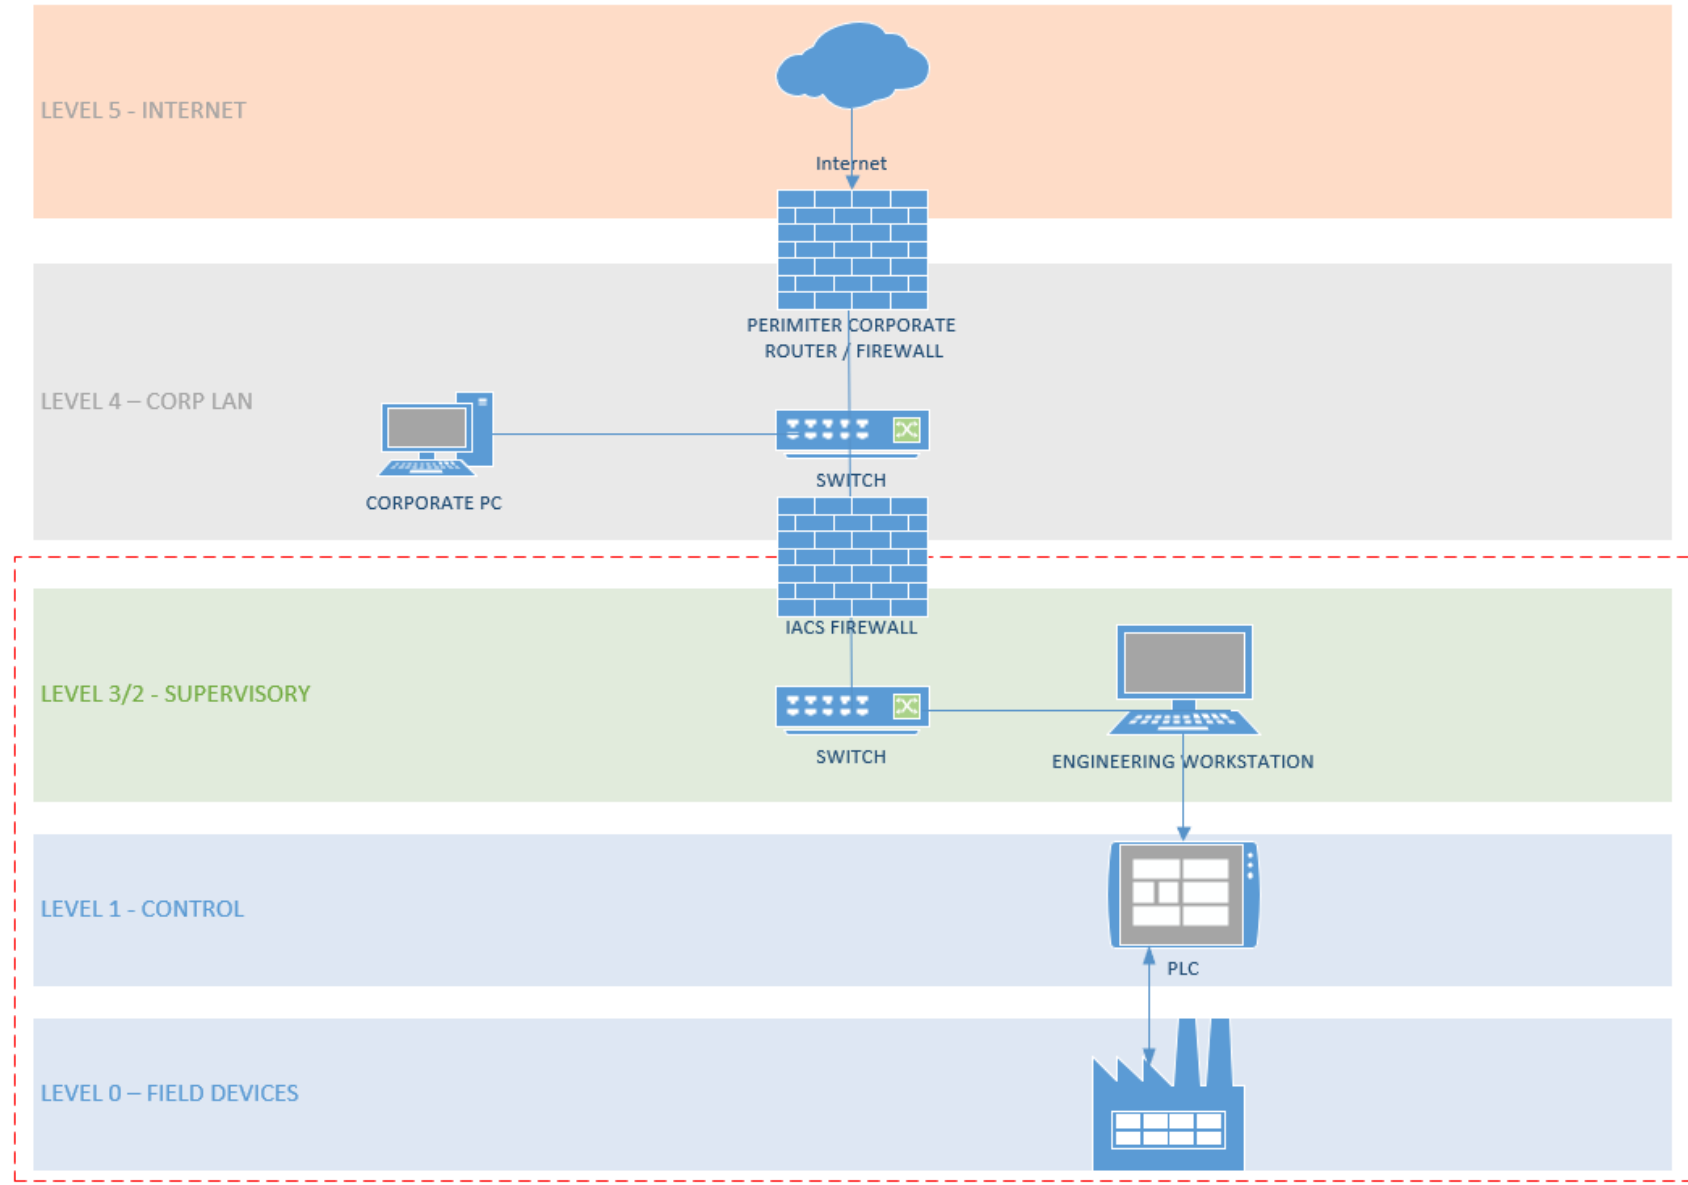 LEVEL 5 - INTERNET
Internet
PERIMITER CORPORATE
ROUTER / FIREWALL
LEVEL 4 – CORP LAN
SWITCH
CORPORATE PC
IACS FIREWALL
LEVEL 3/2 - SUPERVISORY
SWITCH
ENGINEERING WORKSTATION
LEVEL 1 - CONTROL
PLC
LEVEL 0 – FIELD DEVICES